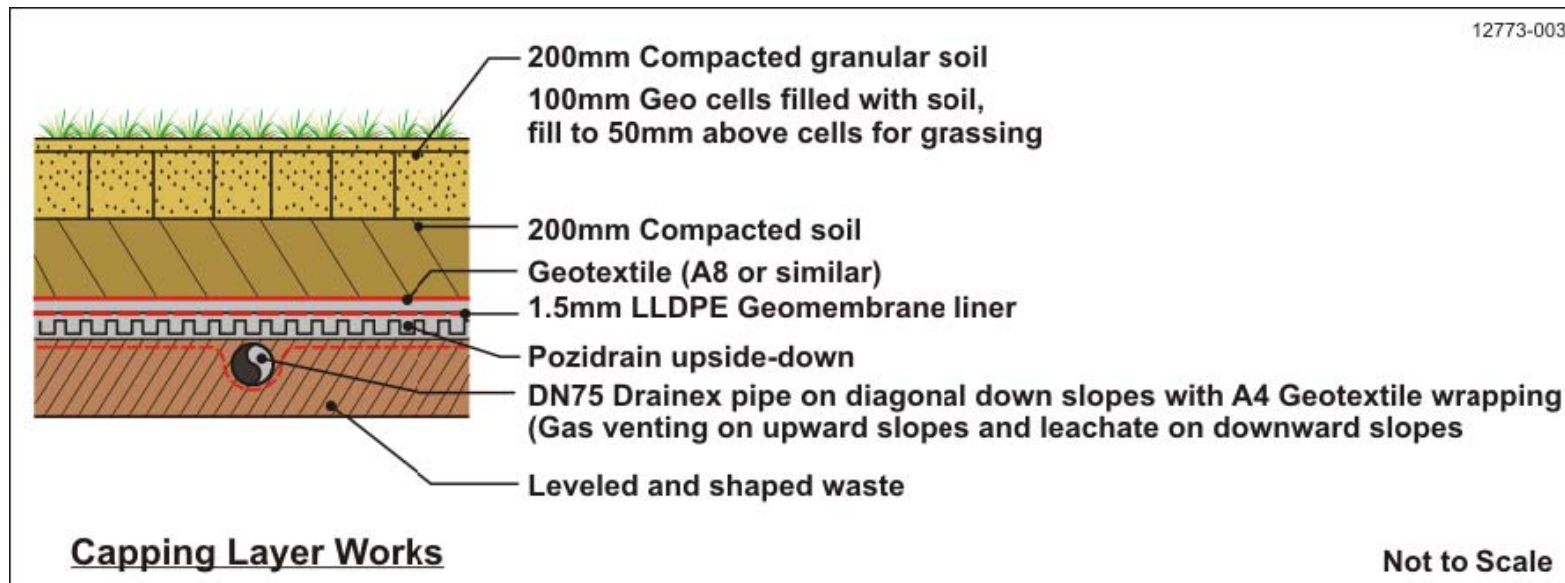 12773-003
200mm Compacted granular soil
100mm Geo cells filled with soil,
fill to 50mm above cells for grassing
200mm Compacted soil
Geotextile (A8 or similar)
1.5mm LLDPE Geomembrane liner
Pozidrain upside-down
DN75 Drainex pipe on diagonal down slopes with A4 Geotextile wrapping
(Gas venting on upward slopes and leachate on downward slopes
Leveled and shaped waste
Capping Layer Works
Not to Scale